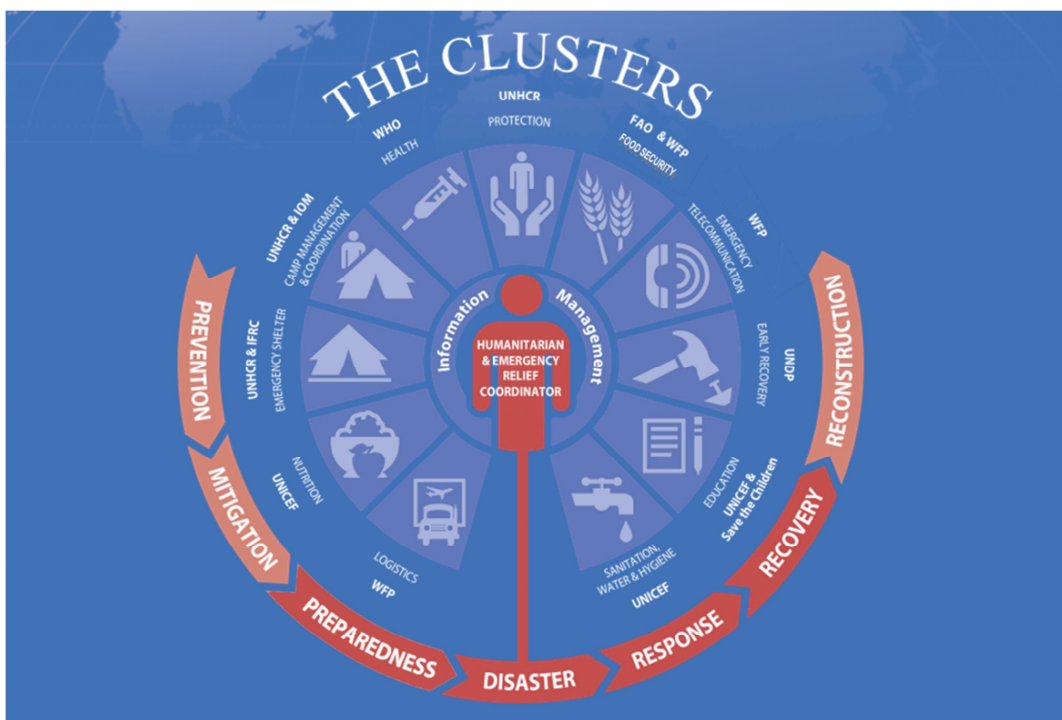 THE CLUSTERS
UNHCR
PROTECTION
FAO & WFP
FOOD SECURITY
WFP
EMERGENCY
TELECOMMUNICATION
UNDP
EARLY RECOVERY
EDUCATION
UNICEF &
Save the Children
SANITATION,
WATER & HYGIENE
UNICEF
LOGISTICS
WFP
NUTRITION
UNICEF
UNHCR & IFRC
EMERGENCY SHELTER
UNHCR & IOM
CAMP MANAGEMENT
& COORDINATION
WHO
HEALTH
Information
Management
HUMANITARIAN
& EMERGENCY
RELIEF
COORDINATOR
PREVENTION
MITIGATION
PREPAREDNESS
DISASTER
RESPONSE
RECOVERY
RECONSTRUCTION